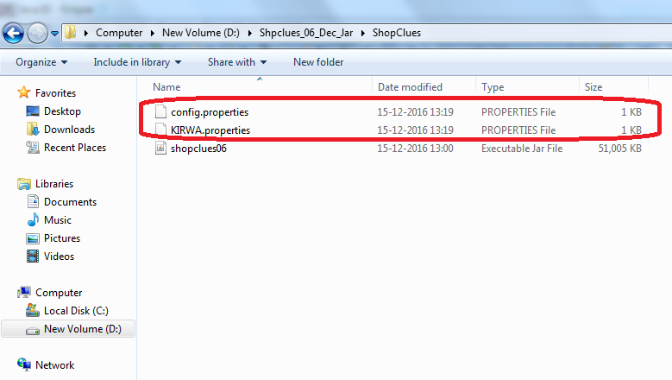 Computer ▸ New Volume (D:) ▸ Shpclues_06_Dec_Jar ▸ ShopClues
Organize Include in library Share with New folder
Name Date modified Type Size
Favorites
Desktop
Downloads
Recent Places
Libraries
Documents
Music
Pictures
Videos
Computer
Local Disk (C:)
New Volume (D:)
Network
config.properties 15-12-2016 13:19 PROPERTIES File 1 KB
KIRWA.properties 15-12-2016 13:19 PROPERTIES File 1 KB
shopclues06 15-12-2016 13:00 Executable Jar File 51,005 KB